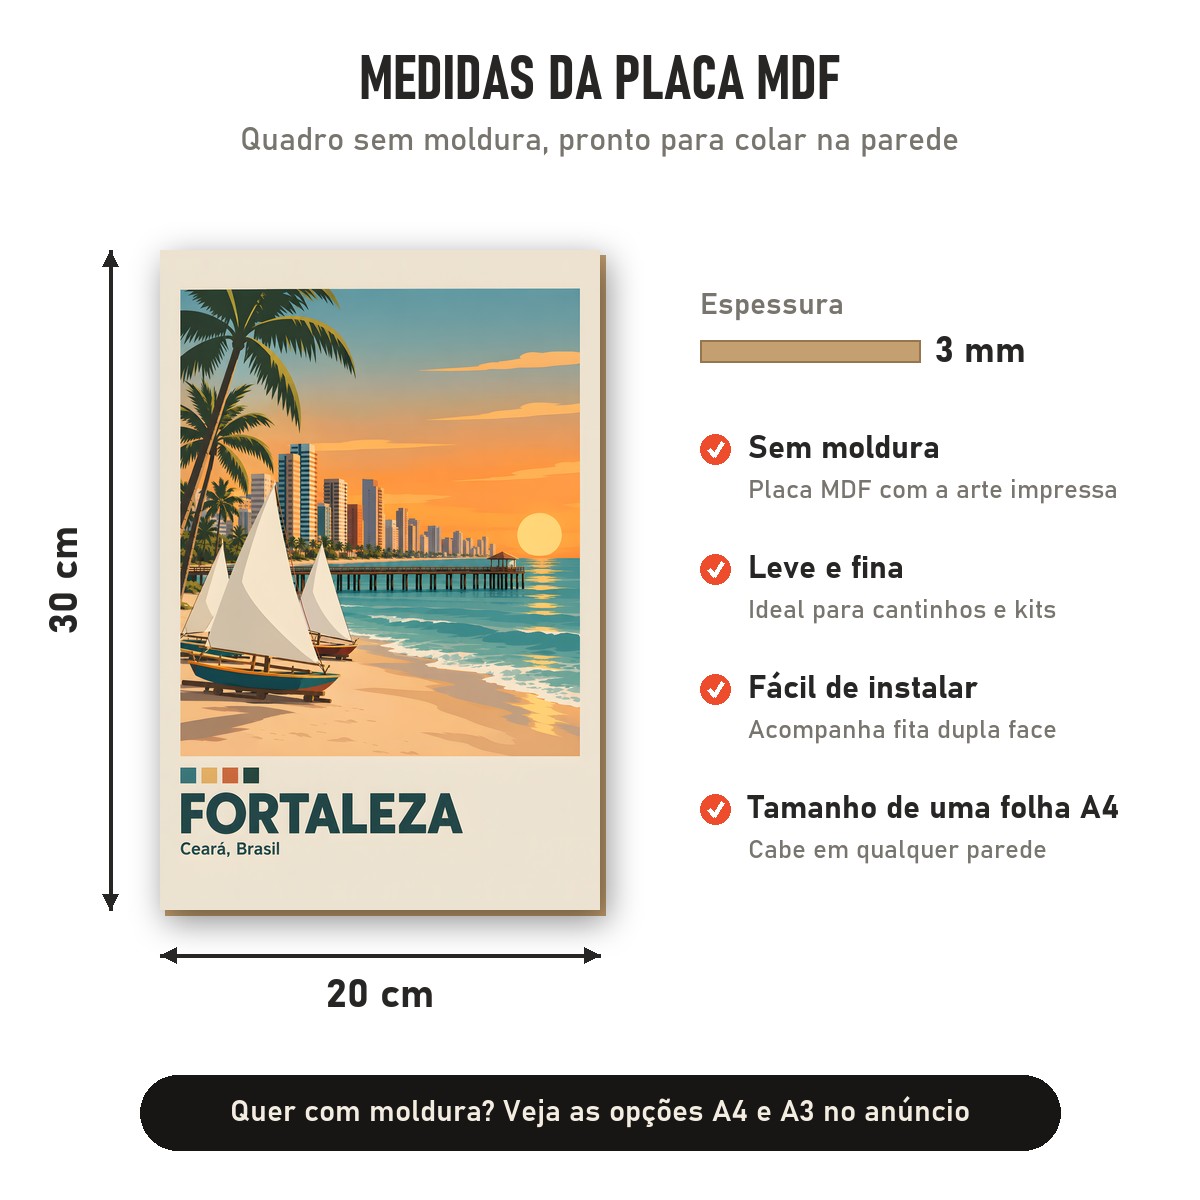 MEDIDAS DA PLACA MDF
Quadro sem moldura, pronto para colar na parede
30 cm
FORTALEZA
Ceará, Brasil
20 cm
Espessura
3 mm
Sem moldura
Placa MDF com a arte impressa
Leve e fina
Ideal para cantinhos e kits
Fácil de instalar
Acompanha fita dupla face
Tamanho de uma folha A4
Cabe em qualquer parede
Quer com moldura? Veja as opções A4 e A3 no anúncio